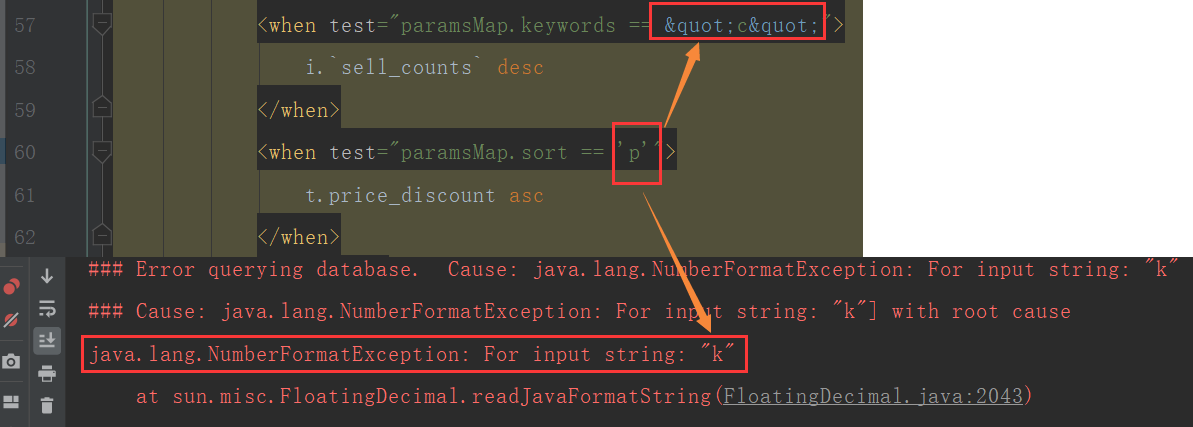 57 <when test="paramsMap.keywords == &quot;c&quot;">
58 i.`sell_counts` desc
59 </when>
60 <when test="paramsMap.sort == 'p'">
61 t.price_discount asc
62 </when>
### Error querying database.  Cause: java.lang.NumberFormatException: For input string: "k"
### Cause: java.lang.NumberFormatException: For input string: "k"] with root cause
java.lang.NumberFormatException: For input string: "k"
at sun.misc.FloatingDecimal.readJavaFormatString(FloatingDecimal.java:2043)